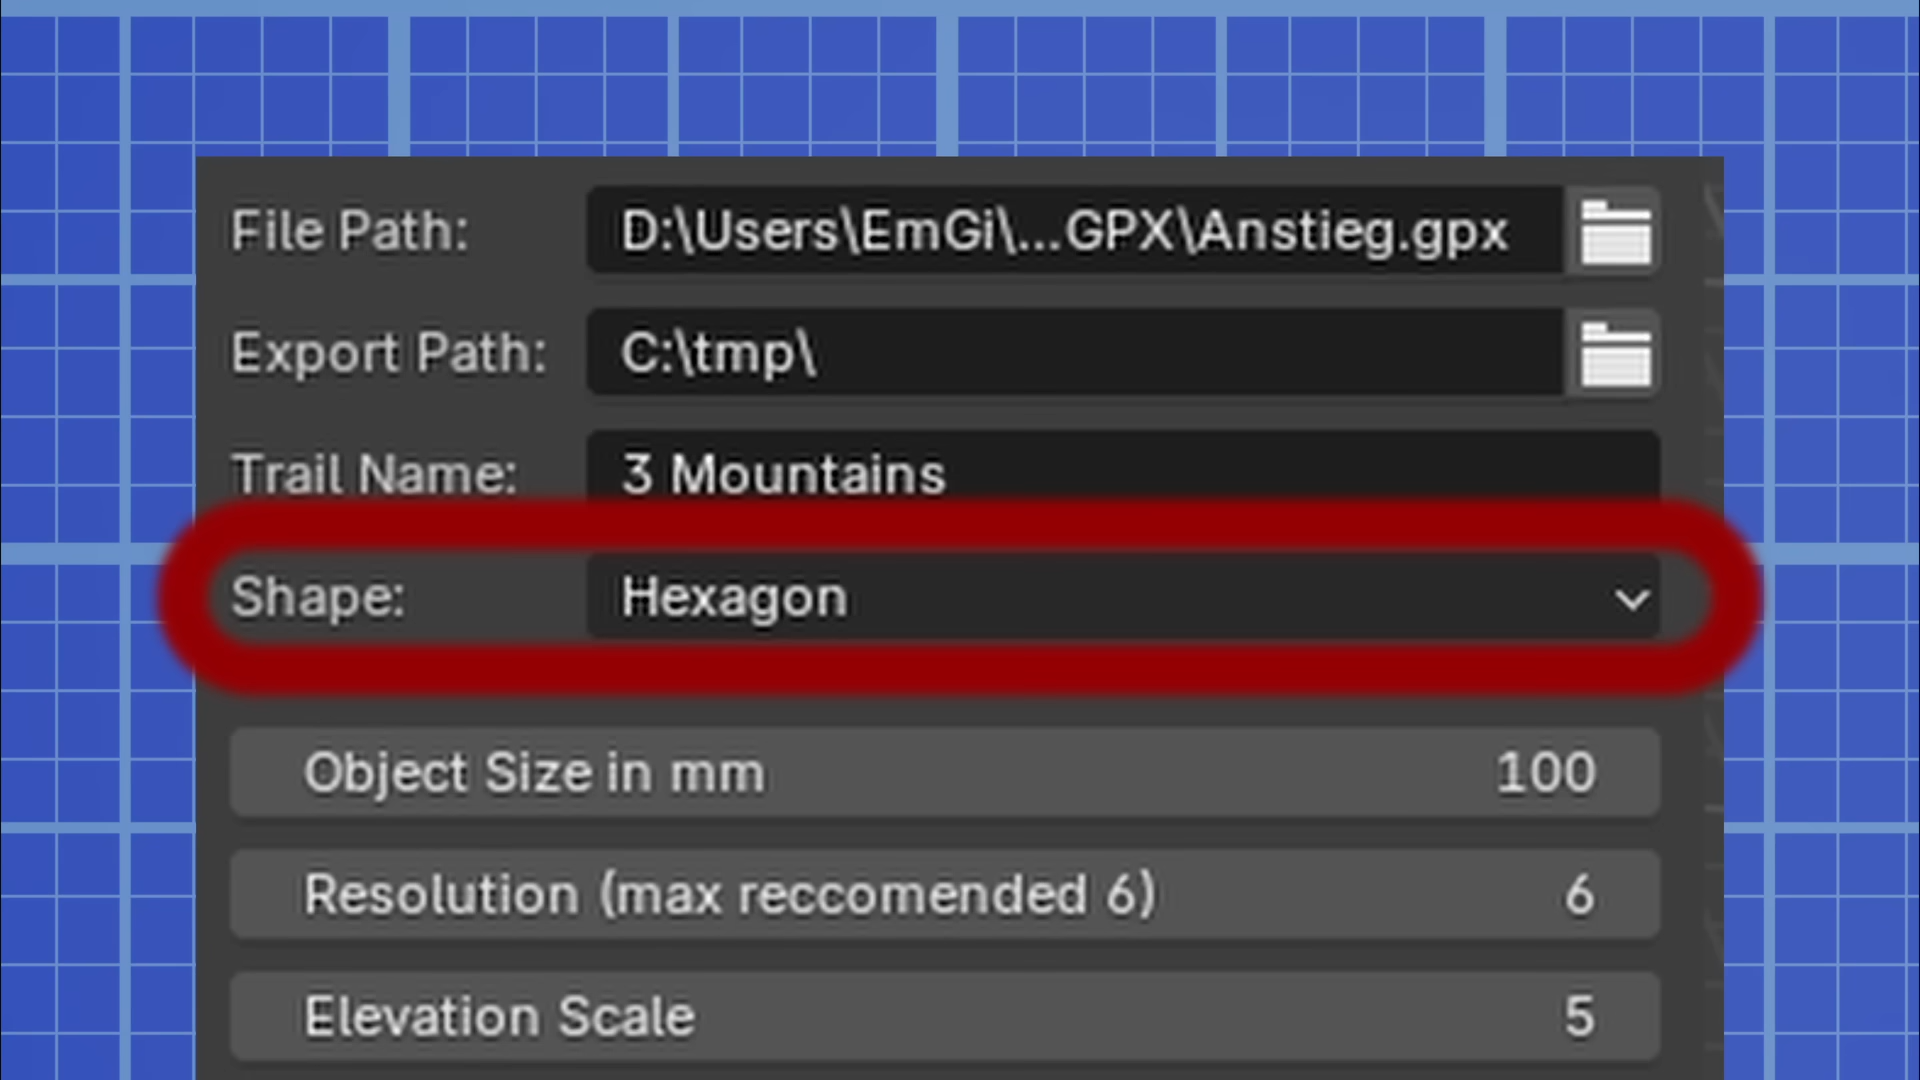 File Path: D:\Users\EmGi\...GPX\Anstieg.gpx
Export Path: C:\tmp\
Trail Name: 3 Mountains
Shape: Hexagon
Object Size in mm 100
Resolution (max reccomended 6) 6
Elevation Scale 5